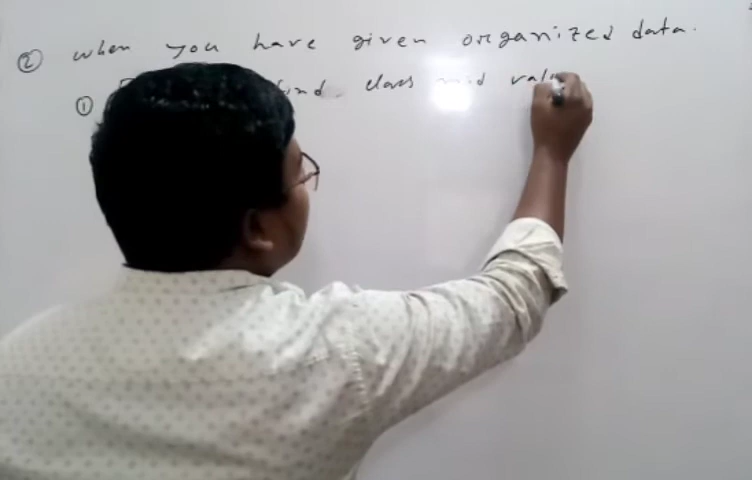 ② when you have given organized data.
① find class mid val